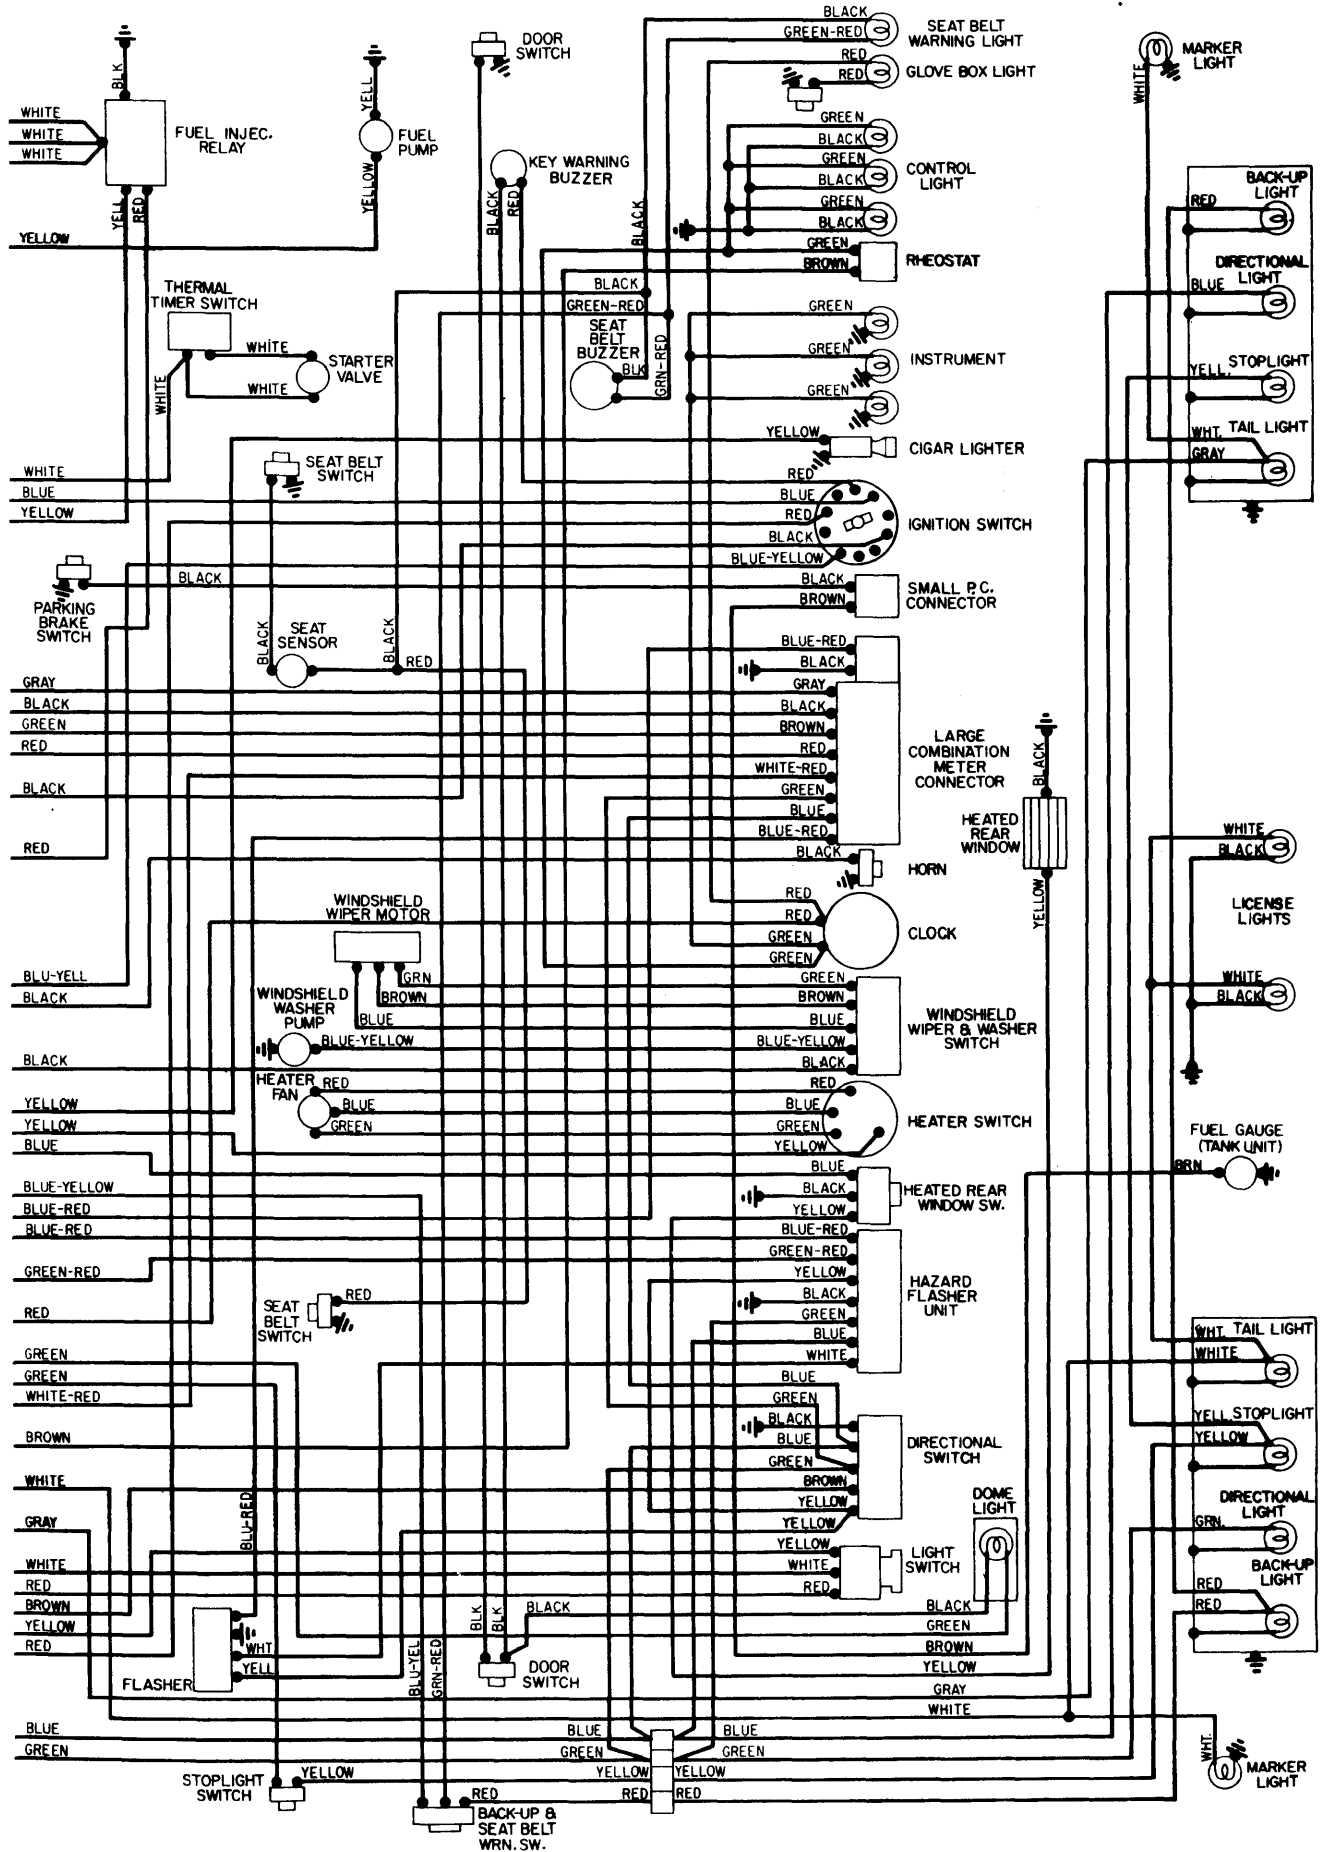 BLACK
GREEN-RED
SEAT BELT
WARNING LIGHT
DOOR
SWITCH
RED
RED
GLOVE BOX LIGHT
MARKER
LIGHT
WHITE
BLK
YELL
WHITE
WHITE
WHITE
FUEL INJEC.
RELAY
FUEL
PUMP
GREEN
BLACK
GREEN
BLACK
GREEN
BLACK
CONTROL
LIGHT
KEY WARNING
BUZZER
YELL
RED
YELLOW
BLACK
RED
BLACK
YELLOW
GREEN
BROWN
RHEOSTAT
BACK-UP
LIGHT
RED
DIRECTIONAL
LIGHT
BLUE
STOPLIGHT
YELL.
TAIL LIGHT
WHT.
GRAY
THERMAL
TIMER SWITCH
BLACK
GREEN-RED
SEAT
BELT
BUZZER
BLK
GRN-RED
GREEN
GREEN
GREEN
INSTRUMENT
WHITE
WHITE
WHITE
STARTER
VALVE
YELLOW
CIGAR LIGHTER
SEAT BELT
SWITCH
WHITE
BLUE
YELLOW
RED
BLUE
RED
BLACK
BLUE-YELLOW
IGNITION SWITCH
BLACK
PARKING
BRAKE
SWITCH
BLACK
BROWN
SMALL P.C.
CONNECTOR
BLACK
SEAT
SENSOR
BLACK
RED
BLUE-RED
BLACK
GRAY
BLACK
BROWN
RED
WHITE-RED
GREEN
BLUE
BLUE-RED
LARGE
COMBINATION
METER
CONNECTOR
GRAY
BLACK
GREEN
RED
BLACK
RED
BLACK
HEATED
REAR
WINDOW
YELLOW
BLACK
HORN
WHITE
BLACK
LICENSE
LIGHTS
WHITE
BLACK
WINDSHIELD
WIPER MOTOR
RED
RED
GREEN
GREEN
CLOCK
BLU-YELL
BLACK
GRN
BROWN
BLUE
WINDSHIELD
WASHER
PUMP
BLUE-YELLOW
GREEN
BROWN
BLUE
BLUE-YELLOW
BLACK
WINDSHIELD
WIPER & WASHER
SWITCH
BLACK
HEATER
FAN
RED
BLUE
GREEN
RED
BLUE
GREEN
YELLOW
HEATER SWITCH
YELLOW
YELLOW
BLUE
FUEL GAUGE
(TANK UNIT)
BRN
BLUE
BLACK
YELLOW
HEATED REAR
WINDOW SW.
BLUE-YELLOW
BLUE-RED
BLUE-RED
GREEN-RED
BLUE-RED
GREEN-RED
YELLOW
BLACK
GREEN
BLUE
WHITE
HAZARD
FLASHER
UNIT
RED
SEAT
BELT
SWITCH
RED
GREEN
GREEN
WHITE-RED
BLUE
GREEN
BLACK
BLUE
GREEN
BROWN
YELLOW
YELLOW
DIRECTIONAL
SWITCH
WHT.
TAIL LIGHT
WHITE
YELL.
STOPLIGHT
YELLOW
DIRECTIONAL
LIGHT
GRN.
BACK-UP
LIGHT
RED
RED
BROWN
WHITE
GRAY
WHITE
RED
BROWN
YELLOW
RED
BLU-RED
DOME
LIGHT
YELLOW
WHITE
RED
LIGHT
SWITCH
BLACK
BLACK
GREEN
BROWN
YELLOW
GRAY
WHITE
WHT
YELL
FLASHER
BLU-YEL
GRN-RED
BLK
BLK
DOOR
SWITCH
BLUE
GREEN
BLUE
GREEN
YELLOW
RED
BLUE
GREEN
YELLOW
RED
STOPLIGHT
SWITCH
YELLOW
RED
BACK-UP &
SEAT BELT
WRN. SW.
WHT.
MARKER
LIGHT